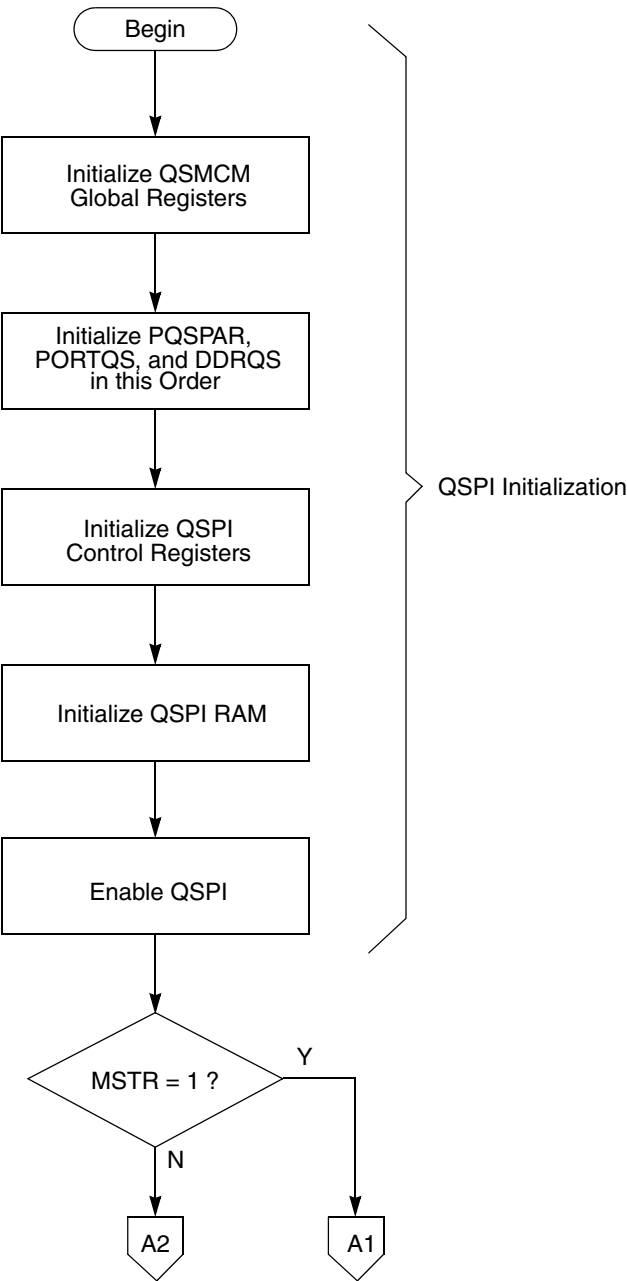 Begin
Initialize QSMCM
Global Registers
Initialize PQSPAR,
PORTQS, and DDRQS
in this Order
QSPI Initialization
Initialize QSPI
Control Registers
Initialize QSPI RAM
Enable QSPI
MSTR = 1 ?
Y
N
A2
A1